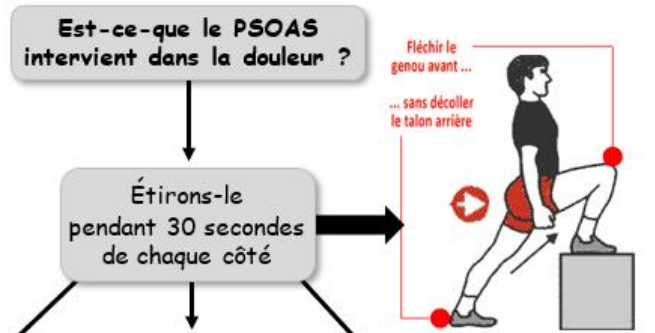 Est-ce-que le PSOAS
intervient dans la douleur ?
Fléchir le
genou avant ...
... sans décoller
le talon arrière
Étirons-le
pendant 30 secondes
de chaque côté